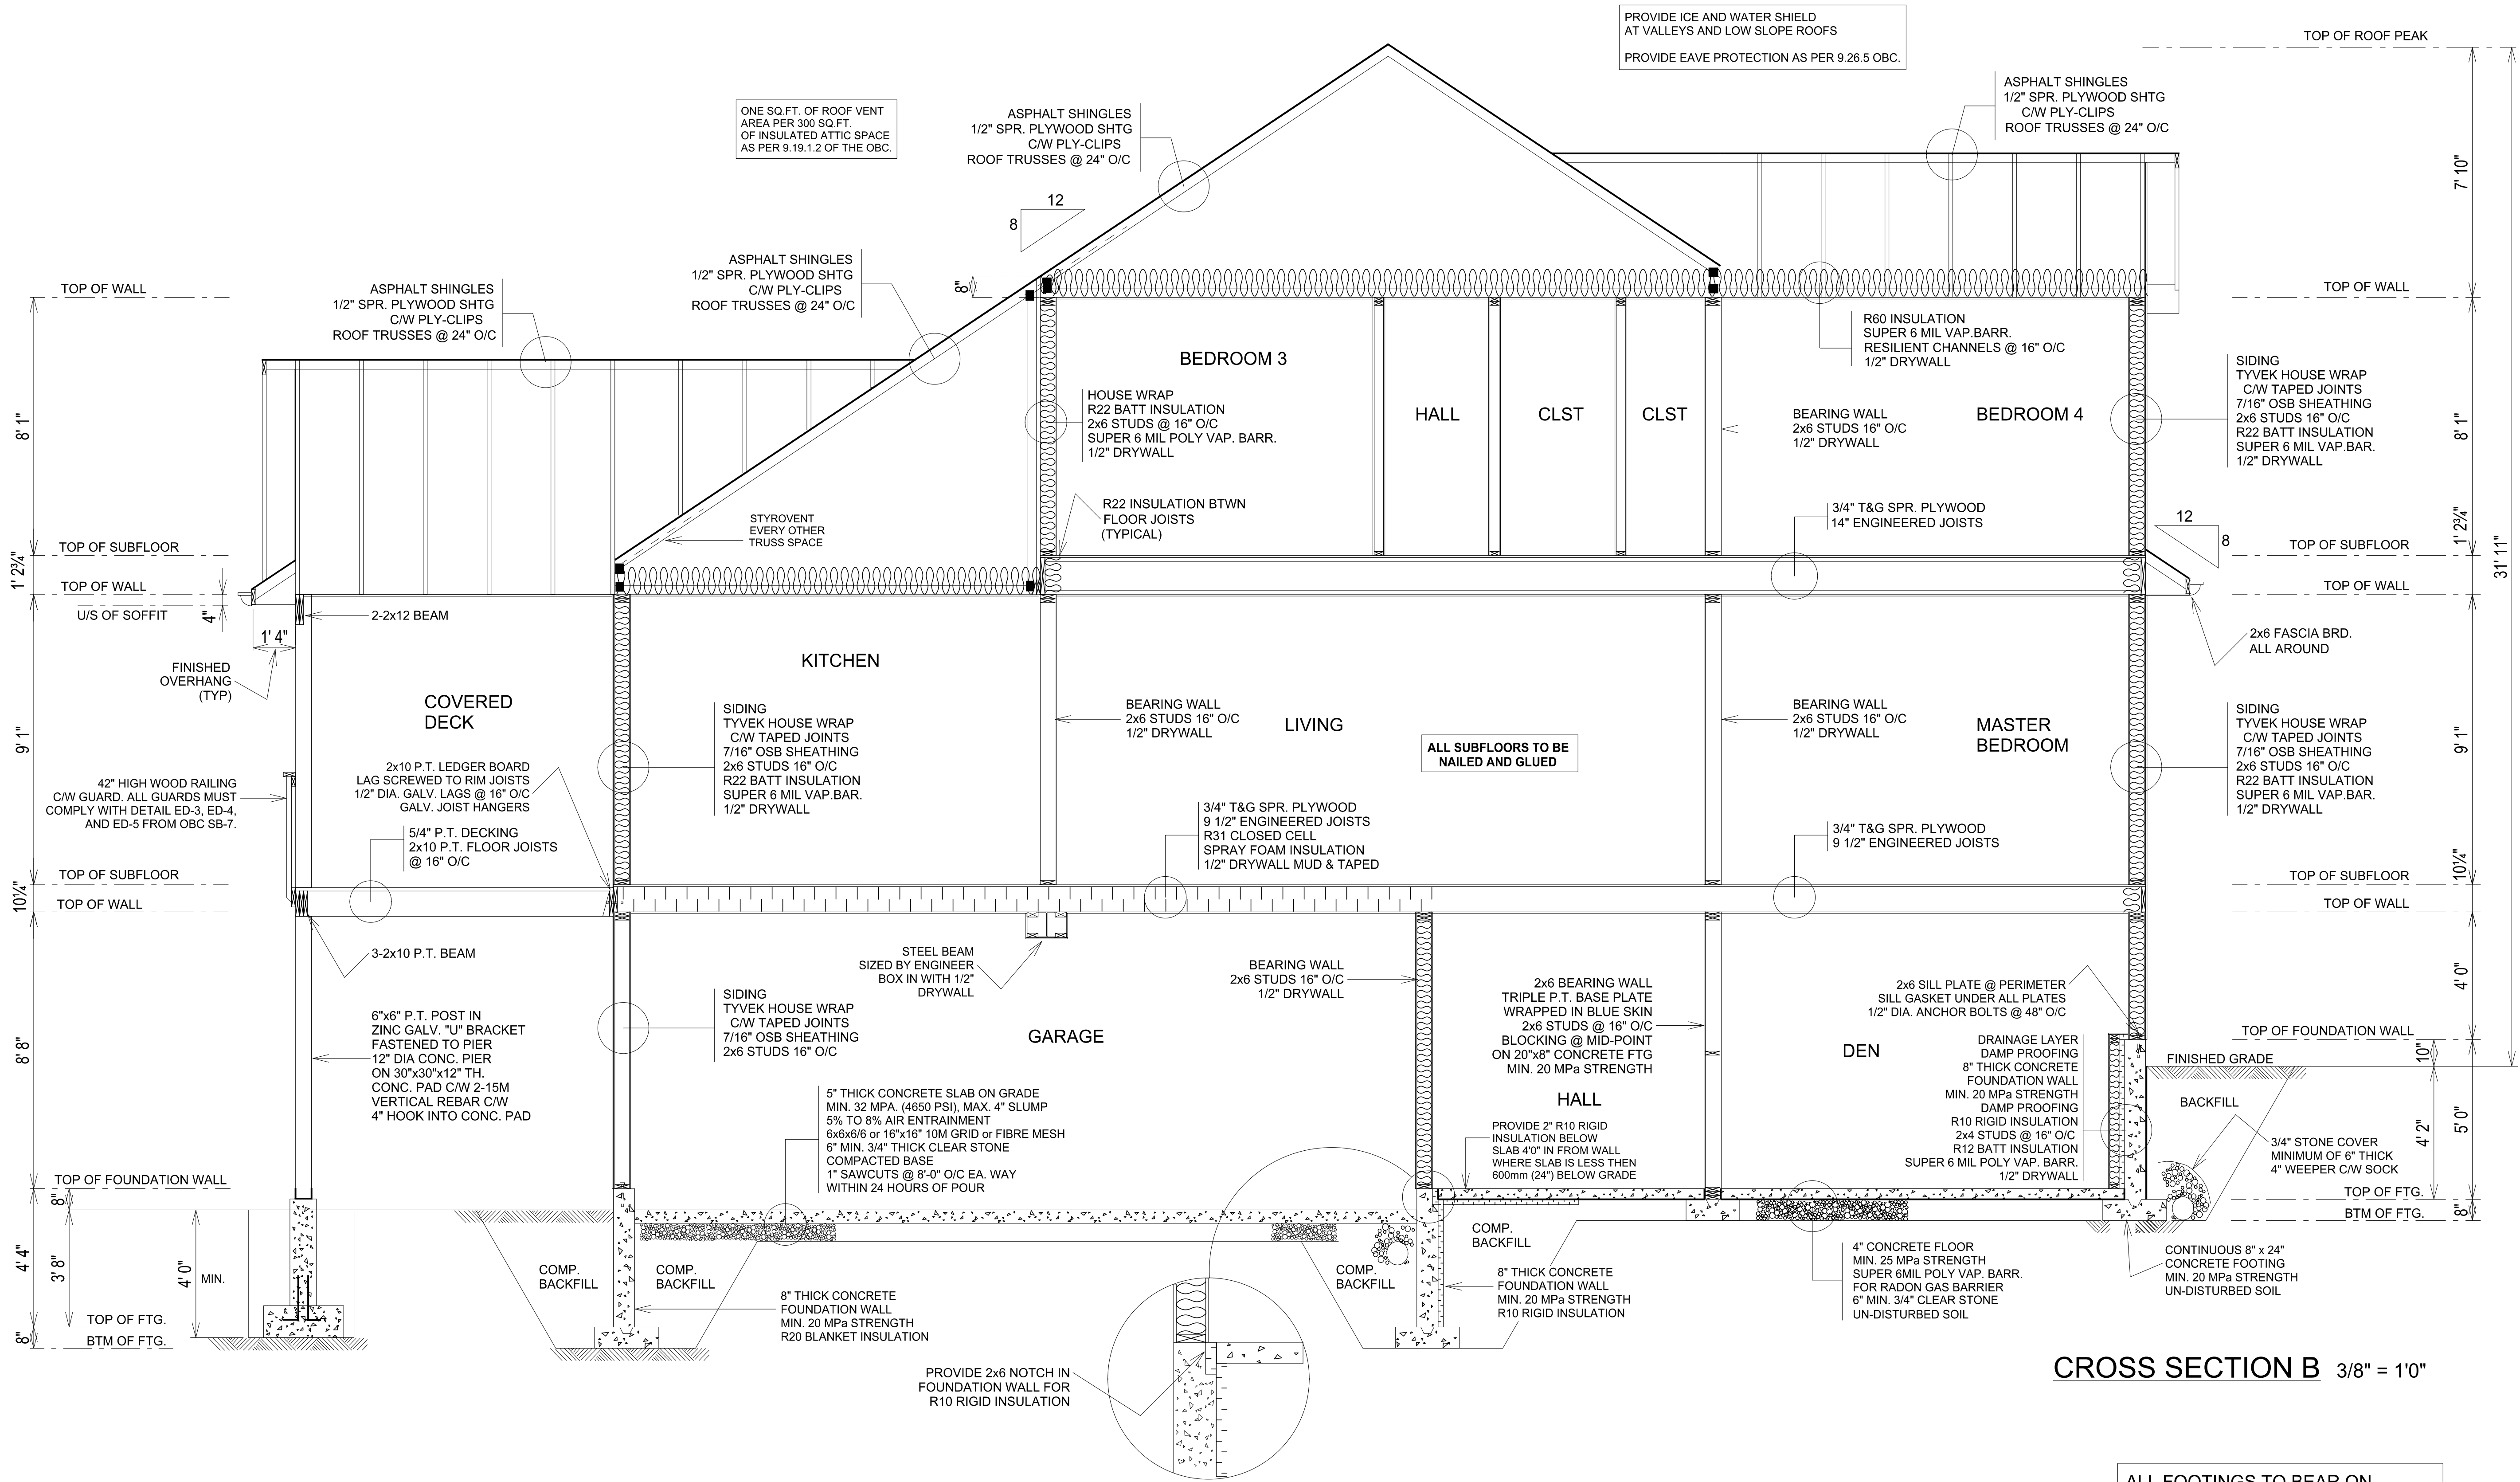 PROVIDE ICE AND WATER SHIELD
AT VALLEYS AND LOW SLOPE ROOFS
PROVIDE EAVE PROTECTION AS PER 9.26.5 OBC.
TOP OF ROOF PEAK
ONE SQ.FT. OF ROOF VENT
AREA PER 300 SQ.FT.
OF INSULATED ATTIC SPACE
AS PER 9.19.1.2 OF THE OBC.
ASPHALT SHINGLES
1/2" SPR. PLYWOOD SHTG
C/W PLY-CLIPS
ROOF TRUSSES @ 24" O/C
ASPHALT SHINGLES
1/2" SPR. PLYWOOD SHTG
C/W PLY-CLIPS
ROOF TRUSSES @ 24" O/C
7' 10"
12
8
ASPHALT SHINGLES
1/2" SPR. PLYWOOD SHTG
C/W PLY-CLIPS
ROOF TRUSSES @ 24" O/C
ASPHALT SHINGLES
1/2" SPR. PLYWOOD SHTG
C/W PLY-CLIPS
ROOF TRUSSES @ 24" O/C
8"
TOP OF WALL
TOP OF WALL
R60 INSULATION
SUPER 6 MIL VAP.BARR.
RESILIENT CHANNELS @ 16" O/C
1/2" DRYWALL
BEDROOM 3
HOUSE WRAP
R22 BATT INSULATION
2x6 STUDS @ 16" O/C
SUPER 6 MIL POLY VAP. BARR.
1/2" DRYWALL
HALL
CLST
CLST
BEARING WALL
2x6 STUDS 16" O/C
1/2" DRYWALL
BEDROOM 4
SIDING
TYVEK HOUSE WRAP
C/W TAPED JOINTS
7/16" OSB SHEATHING
2x6 STUDS 16" O/C
R22 BATT INSULATION
SUPER 6 MIL VAP.BAR.
1/2" DRYWALL
8' 1"
8' 1"
R22 INSULATION BTWN
FLOOR JOISTS
(TYPICAL)
STYROVENT
EVERY OTHER
TRUSS SPACE
3/4" T&G SPR. PLYWOOD
14" ENGINEERED JOISTS
12
8
31' 11"
TOP OF SUBFLOOR
TOP OF SUBFLOOR
1' 2¾"
1' 2¾"
TOP OF WALL
TOP OF WALL
U/S OF SOFFIT
4"
1' 4"
2-2x12 BEAM
FINISHED
OVERHANG
(TYP)
2x6 FASCIA BRD.
ALL AROUND
COVERED
DECK
KITCHEN
SIDING
TYVEK HOUSE WRAP
C/W TAPED JOINTS
7/16" OSB SHEATHING
2x6 STUDS 16" O/C
R22 BATT INSULATION
SUPER 6 MIL VAP.BAR.
1/2" DRYWALL
BEARING WALL
2x6 STUDS 16" O/C
1/2" DRYWALL
LIVING
ALL SUBFLOORS TO BE
NAILED AND GLUED
BEARING WALL
2x6 STUDS 16" O/C
1/2" DRYWALL
MASTER
BEDROOM
SIDING
TYVEK HOUSE WRAP
C/W TAPED JOINTS
7/16" OSB SHEATHING
2x6 STUDS 16" O/C
R22 BATT INSULATION
SUPER 6 MIL VAP.BAR.
1/2" DRYWALL
9' 1"
9' 1"
42" HIGH WOOD RAILING
C/W GUARD. ALL GUARDS MUST
COMPLY WITH DETAIL ED-3, ED-4,
AND ED-5 FROM OBC SB-7.
2x10 P.T. LEDGER BOARD
LAG SCREWED TO RIM JOISTS
1/2" DIA. GALV. LAGS @ 16" O/C
GALV. JOIST HANGERS
5/4" P.T. DECKING
2x10 P.T. FLOOR JOISTS
@ 16" O/C
3/4" T&G SPR. PLYWOOD
9 1/2" ENGINEERED JOISTS
R31 CLOSED CELL
SPRAY FOAM INSULATION
1/2" DRYWALL MUD & TAPED
3/4" T&G SPR. PLYWOOD
9 1/2" ENGINEERED JOISTS
TOP OF SUBFLOOR
TOP OF SUBFLOOR
10¼"
10¼"
TOP OF WALL
TOP OF WALL
3-2x10 P.T. BEAM
STEEL BEAM
SIZED BY ENGINEER
BOX IN WITH 1/2"
DRYWALL
BEARING WALL
2x6 STUDS 16" O/C
1/2" DRYWALL
2x6 BEARING WALL
TRIPLE P.T. BASE PLATE
WRAPPED IN BLUE SKIN
2x6 STUDS @ 16" O/C
BLOCKING @ MID-POINT
ON 20"x8" CONCRETE FTG
MIN. 20 MPa STRENGTH
2x6 SILL PLATE @ PERIMETER
SILL GASKET UNDER ALL PLATES
1/2" DIA. ANCHOR BOLTS @ 48" O/C
4' 0"
6"x6" P.T. POST IN
ZINC GALV. "U" BRACKET
FASTENED TO PIER
12" DIA CONC. PIER
ON 30"x30"x12" TH.
CONC. PAD C/W 2-15M
VERTICAL REBAR C/W
4" HOOK INTO CONC. PAD
SIDING
TYVEK HOUSE WRAP
C/W TAPED JOINTS
7/16" OSB SHEATHING
2x6 STUDS 16" O/C
GARAGE
8' 8"
DEN
DRAINAGE LAYER
DAMP PROOFING
8" THICK CONCRETE
FOUNDATION WALL
MIN. 20 MPa STRENGTH
DAMP PROOFING
R10 RIGID INSULATION
2x4 STUDS @ 16" O/C
R12 BATT INSULATION
SUPER 6 MIL POLY VAP. BARR.
1/2" DRYWALL
TOP OF FOUNDATION WALL
FINISHED GRADE
10"
BACKFILL
4' 2"
5' 0"
3/4" STONE COVER
MINIMUM OF 6" THICK
4" WEEPER C/W SOCK
5" THICK CONCRETE SLAB ON GRADE
MIN. 32 MPA. (4650 PSI), MAX. 4" SLUMP
5% TO 8% AIR ENTRAINMENT
6x6x6/6 or 16"x16" 10M GRID or FIBRE MESH
6" MIN. 3/4" THICK CLEAR STONE
COMPACTED BASE
1" SAWCUTS @ 8'-0" O/C EA. WAY
WITHIN 24 HOURS OF POUR
HALL
PROVIDE 2" R10 RIGID
INSULATION BELOW
SLAB 4'0" IN FROM WALL
WHERE SLAB IS LESS THEN
600mm (24") BELOW GRADE
TOP OF FOUNDATION WALL
8"
TOP OF FTG.
BTM OF FTG.
8"
4' 4"
3' 8"
4' 0"
MIN.
COMP.
BACKFILL
COMP.
BACKFILL
COMP.
BACKFILL
COMP.
BACKFILL
8" THICK CONCRETE
FOUNDATION WALL
MIN. 20 MPa STRENGTH
R20 BLANKET INSULATION
8" THICK CONCRETE
FOUNDATION WALL
MIN. 20 MPa STRENGTH
R10 RIGID INSULATION
4" CONCRETE FLOOR
MIN. 25 MPa STRENGTH
SUPER 6MIL POLY VAP. BARR.
FOR RADON GAS BARRIER
6" MIN. 3/4" CLEAR STONE
UN-DISTURBED SOIL
CONTINUOUS 8" x 24"
CONCRETE FOOTING
MIN. 20 MPa STRENGTH
UN-DISTURBED SOIL
TOP OF FTG.
8"
BTM OF FTG.
PROVIDE 2x6 NOTCH IN
FOUNDATION WALL FOR
R10 RIGID INSULATION
CROSS SECTION B 3/8" = 1'0"
ALL FOOTINGS TO BEAR ON